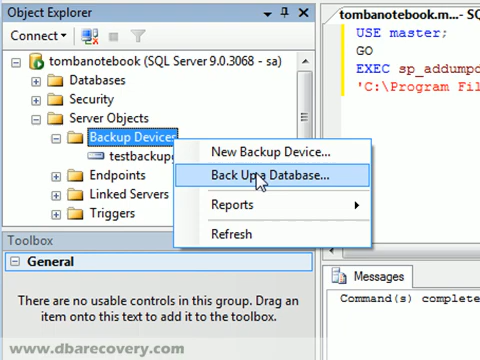 Object Explorer
Connect
tombanotebook (SQL Server 9.0.3068 - sa)
Databases
Security
Server Objects
Backup Devices
Endpoints
Linked Servers
Triggers
New Backup Device...
Back Up a Database...
Reports
Refresh
Toolbox
General
There are no usable controls in this group. Drag an
item onto this text to add it to the toolbox.
www.dbarecovery.com
tombanotebook.m...- SQ
USE master;
GO
EXEC sp_addumpd
'C:\Program Fil
Messages
Command(s) complete